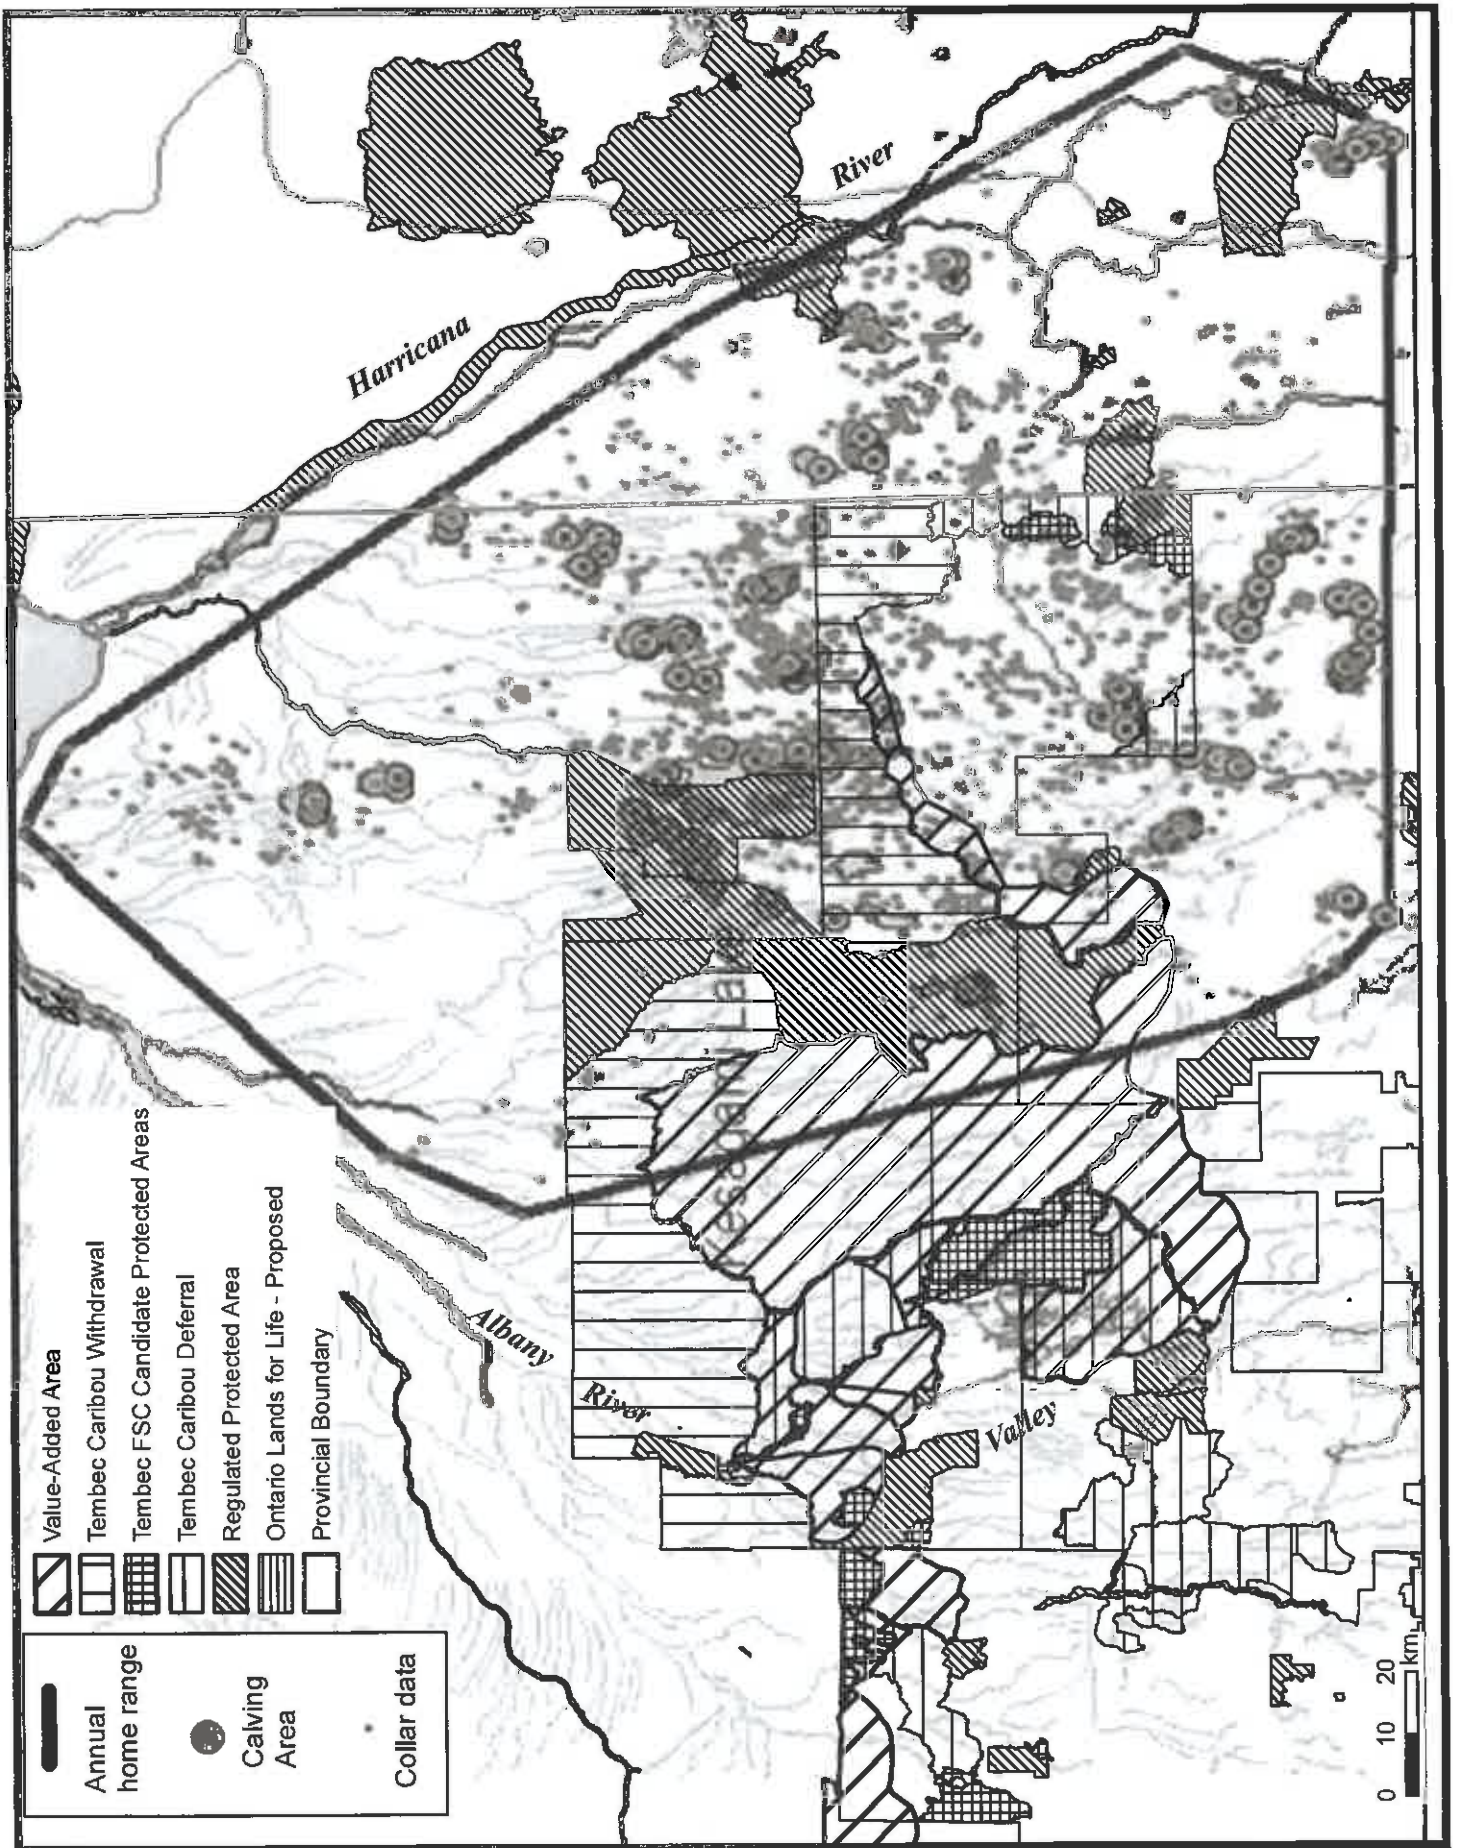 Annual
home range
Calving
Area
Collar data
Value-Added Area
Tembec Caribou Withdrawal
Tembec FSC Candidate Protected Areas
Tembec Caribou Deferral
Regulated Protected Area
Ontario Lands for Life - Proposed
Provincial Boundary
Albany
River
Harricana
River
Valley
0 10 20
km